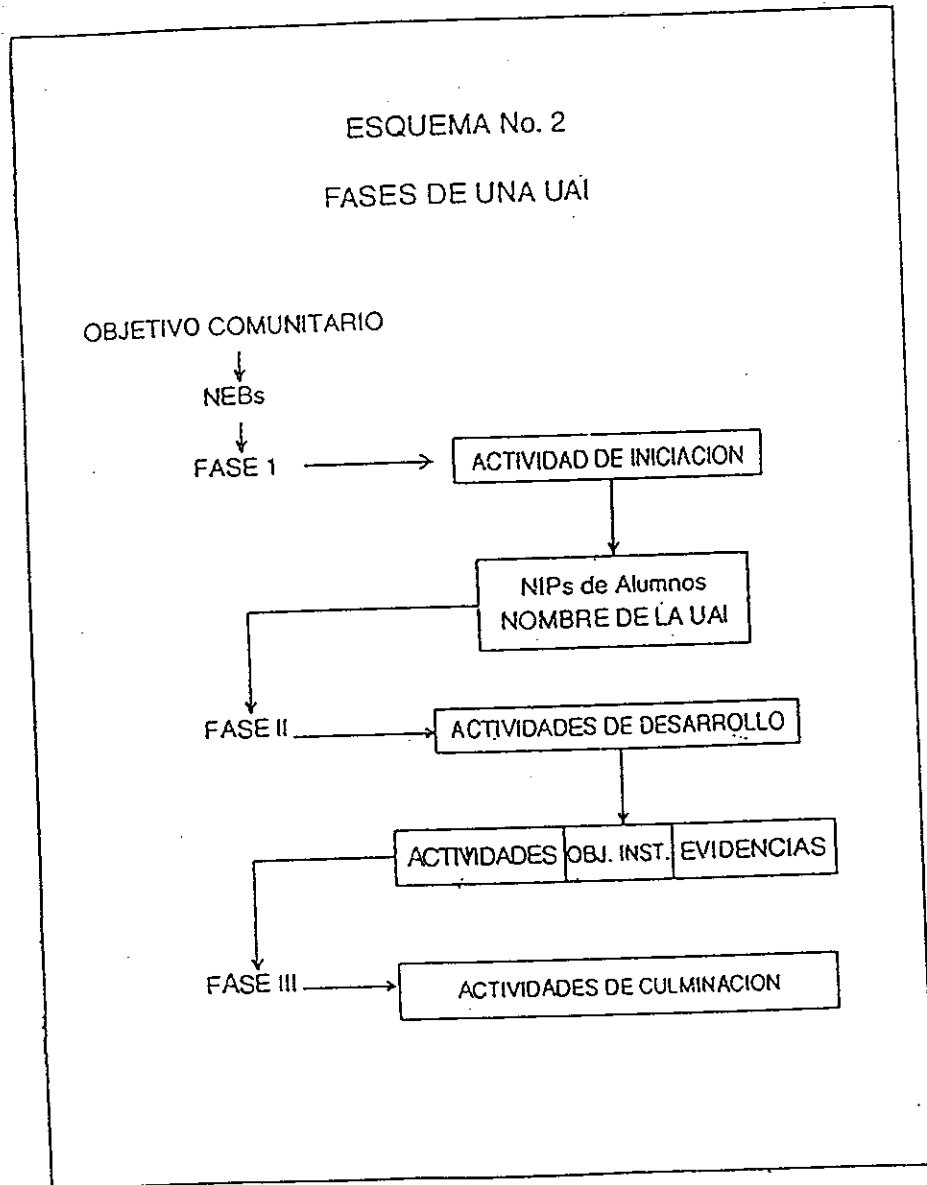 ESQUEMA No. 2
FASES DE UNA UAI
OBJETIVO COMUNITARIO
NEBs
FASE 1
ACTIVIDAD DE INICIACION
NIPs de Alumnos
NOMBRE DE LA UAI
FASE II
ACTIVIDADES DE DESARROLLO
ACTIVIDADES OBJ. INST. EVIDENCIAS
FASE III
ACTIVIDADES DE CULMINACION